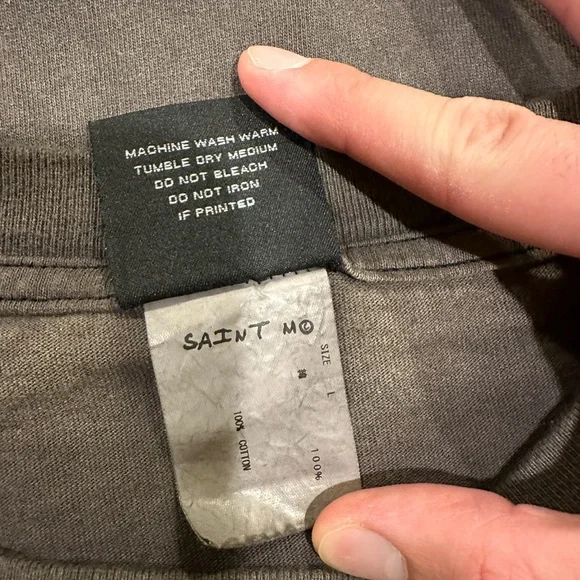 MACHINE WASH WARM
TUMBLE DRY MEDIUM
DO NOT BLEACH
DO NOT IRON
IF PRINTED
SAINT M©
SIZE L
100%
100% COTTON